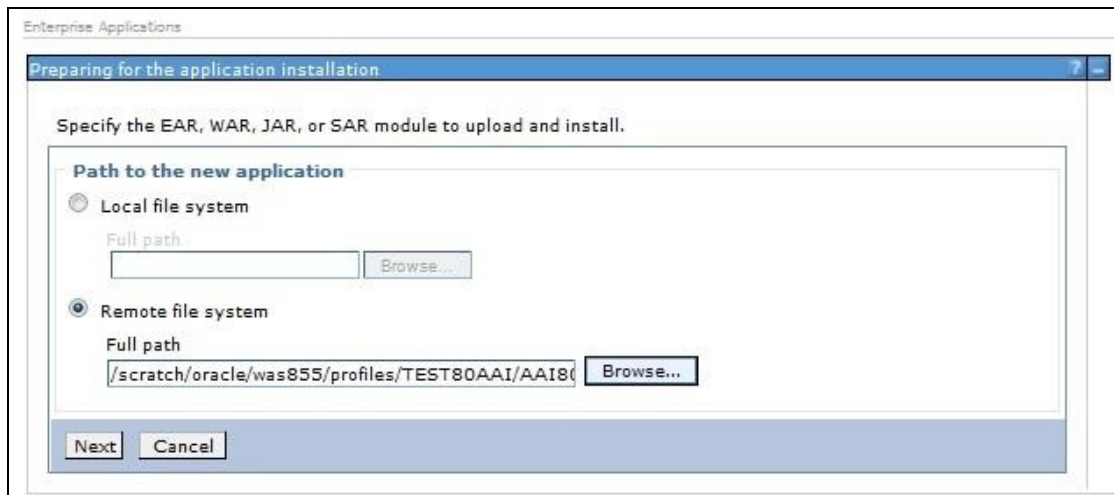 Enterprise Applications
Preparing for the application installation ? –
Specify the EAR, WAR, JAR, or SAR module to upload and install.
Path to the new application
Local file system
Full path
Browse...
Remote file system
Full path
/scratch/oracle/was855/profiles/TEST80AAI/AAI80 Browse...
Next Cancel